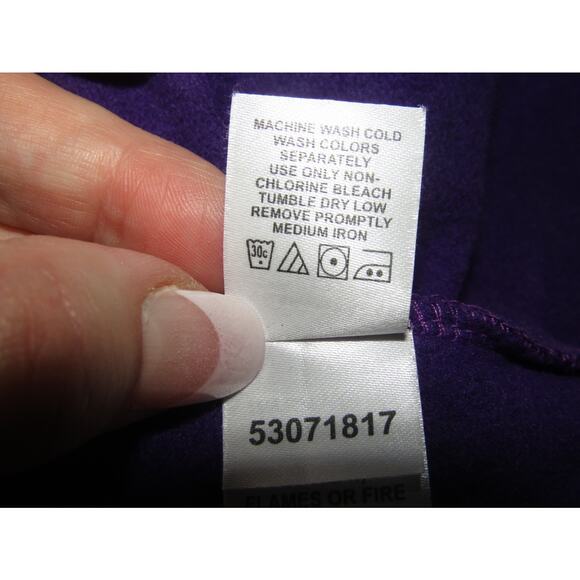 MACHINE WASH COLD
WASH COLORS
SEPARATELY
USE ONLY NON-
CHLORINE BLEACH
TUMBLE DRY LOW
REMOVE PROMPTLY
MEDIUM IRON
30c
53071817
FLAMES OR FIRE